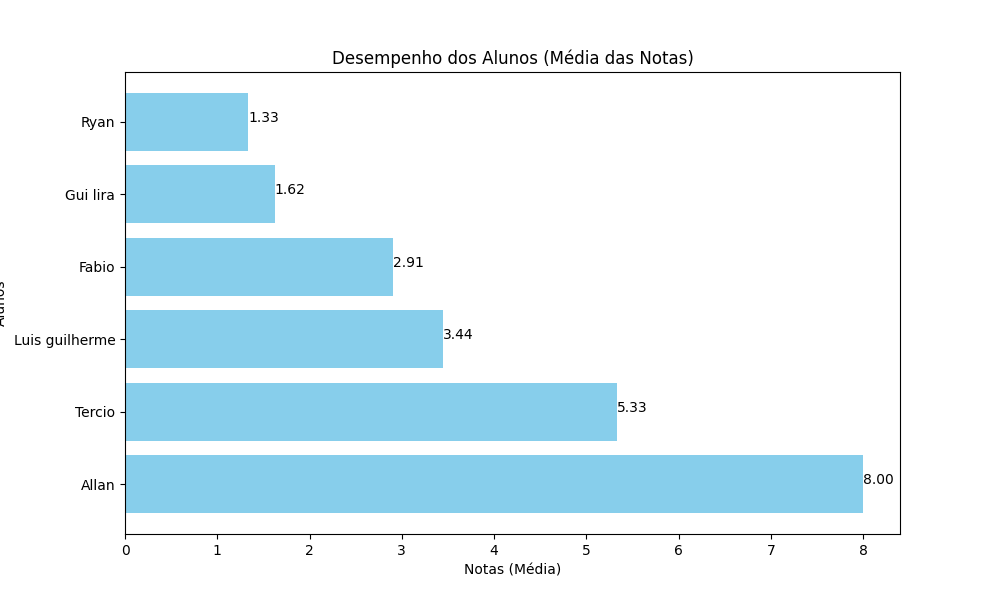 Desempenho dos Alunos (Média das Notas)
Ryan
1.33
Gui lira
1.62
Fabio
2.91
Alunos
Luis guilherme
3.44
Tercio
5.33
Allan
8.00
0 1 2 3 4 5 6 7 8
Notas (Média)